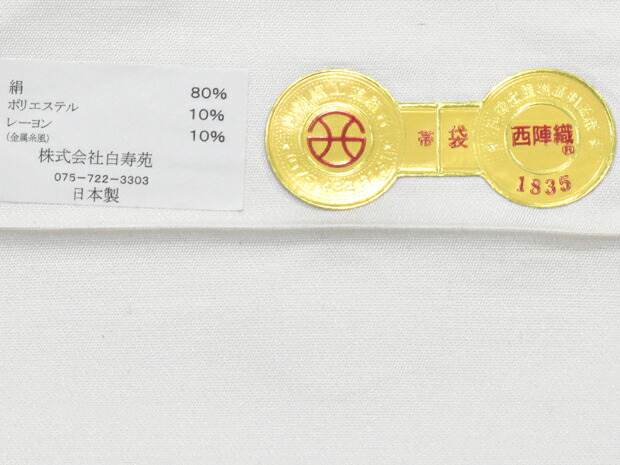 絹 80%
ポリエステル 10%
レーヨン 10%
(金属糸風)
株式会社白寿苑
075-722-3303
日本製
帯 袋
西陣織
R
1835